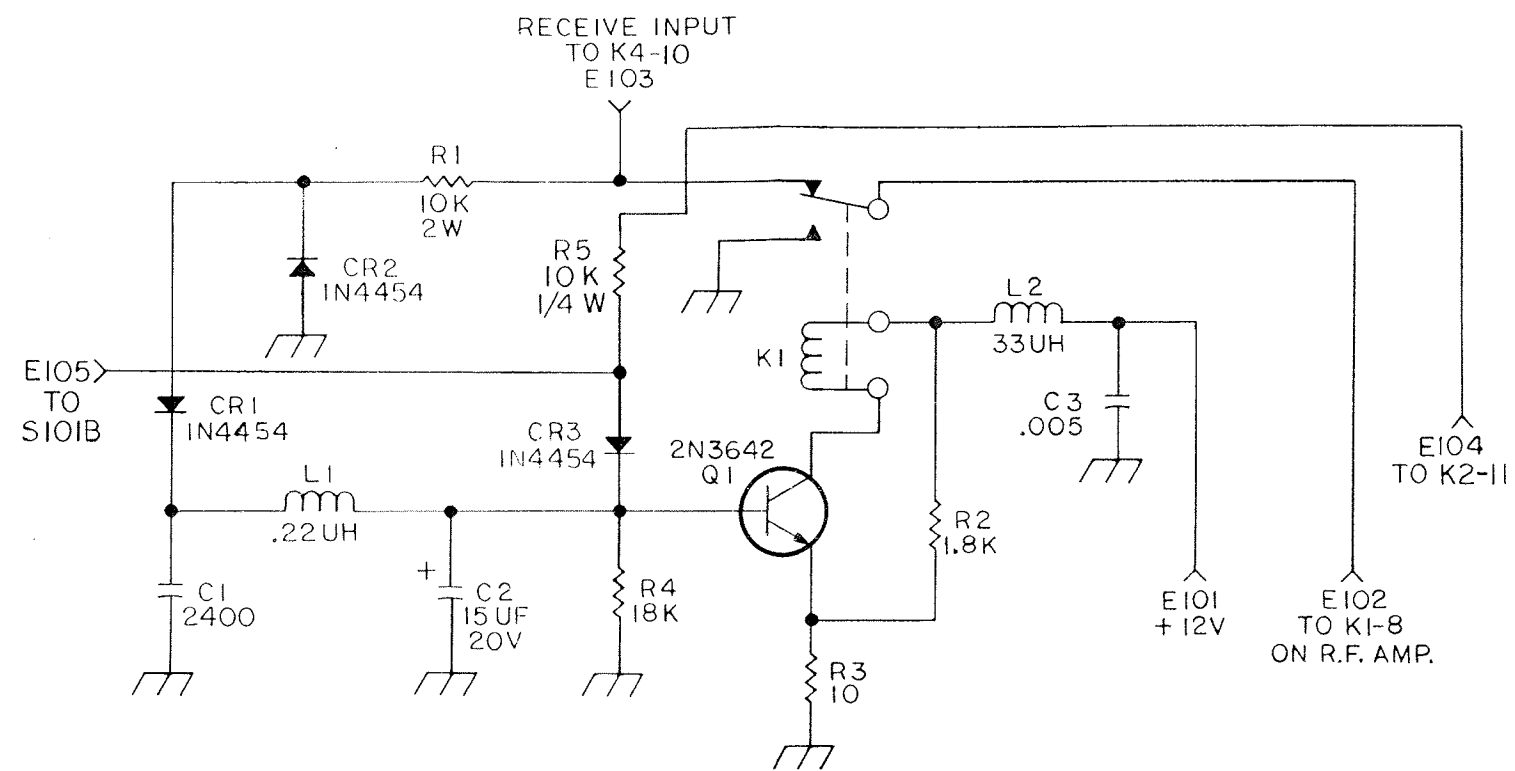 RECEIVE INPUT
TO K4-10
E103
R1
10K
2W
CR2
1N4454
R5
10K
1/4 W
L2
33UH
K1
E105
TO
S101B
CR1
1N4454
CR3
1N4454
2N3642
Q1
C3
.005
E104
TO K2-11
L1
.22UH
R2
1.8K
C1
2400
+
C2
15UF
20V
R4
18K
E101
+12V
E102
TO K1-8
ON R.F. AMP.
R3
10